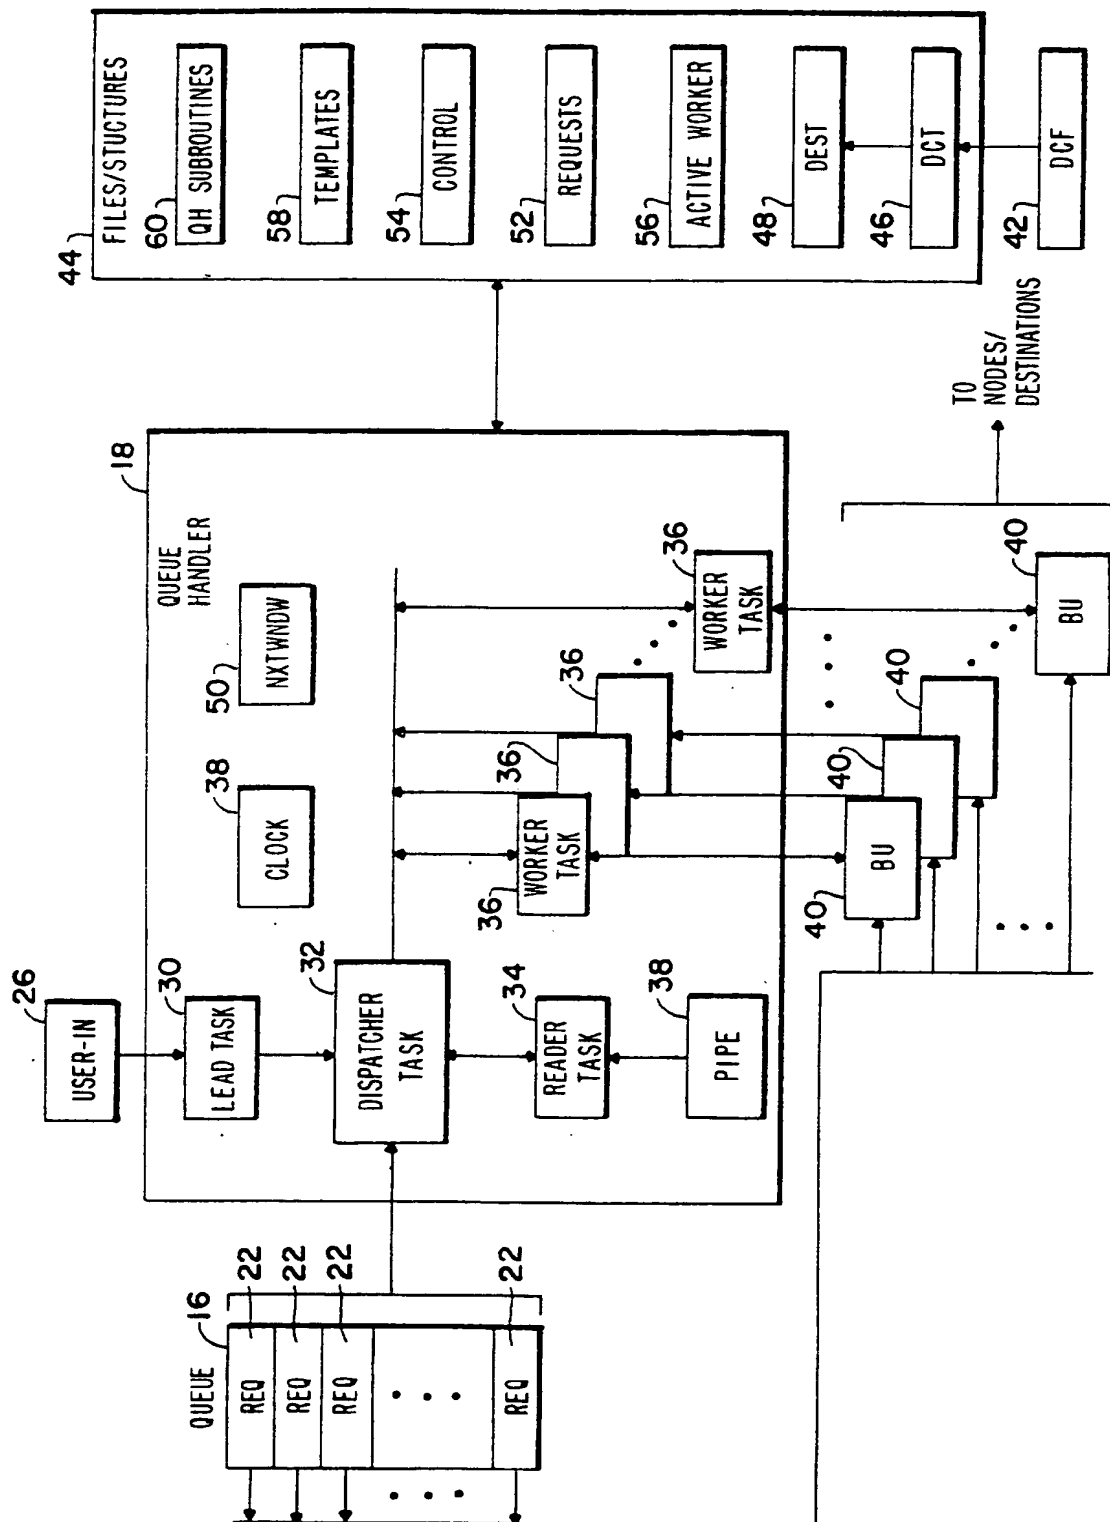 44
FILES/STUCTURES
60
QH SUBROUTINES
58
TEMPLATES
54
CONTROL
52
REQUESTS
56
ACTIVE WORKER
48
DEST
46
DCT
42
DCF
18
QUEUE
HANDLER
26
USER-IN
30
LEAD TASK
32
DISPATCHER
TASK
34
READER
TASK
38
PIPE
38
CLOCK
50
NXTWNDW
36
WORKER
TASK
36
36
36
WORKER
TASK
40
BU
40
40
40
BU
TO
NODES/
DESTINATIONS
QUEUE
16
REQ
22
REQ
22
REQ
22
REQ
22